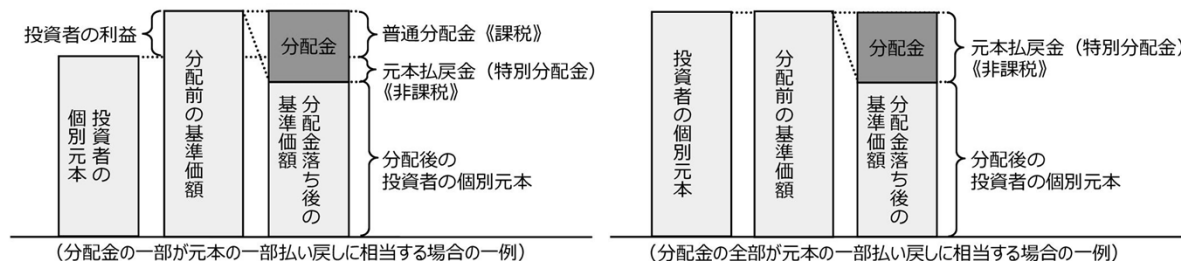 投資者の利益
投資者の
個別元本
分配前の基準価額
分配金
分配金落ち後の
基準価額
普通分配金《課税》
元本払戻金（特別分配金）
《非課税》
分配後の
投資者の個別元本
（分配金の一部が元本の一部払い戻しに相当する場合の一例）
投資者の個別元本
分配前の基準価額
分配金
分配金落ち後の
基準価額
元本払戻金（特別分配金）
《非課税》
分配後の
投資者の個別元本
（分配金の全部が元本の一部払い戻しに相当する場合の一例）